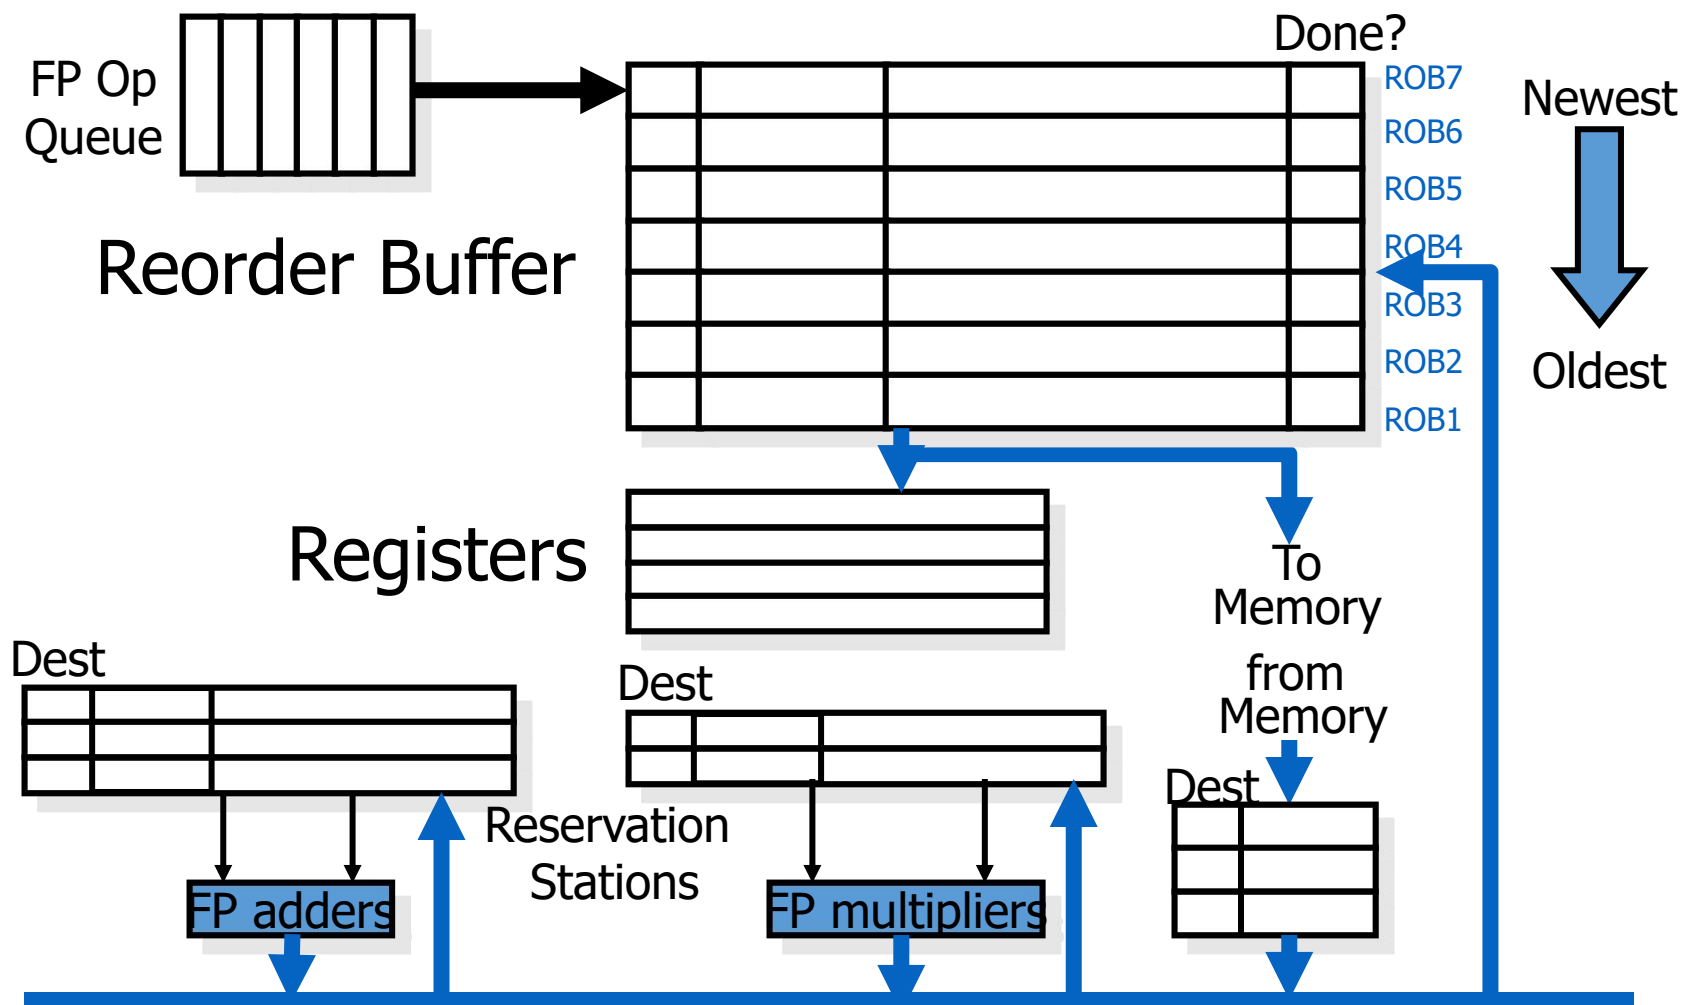 Done?
FP Op
Queue
ROB7
ROB6
ROB5
ROB4
ROB3
ROB2
ROB1
Newest
Oldest
Reorder Buffer
Registers
To
Memory
from
Memory
Dest
Dest
Dest
Reservation
Stations
FP adders
FP multipliers